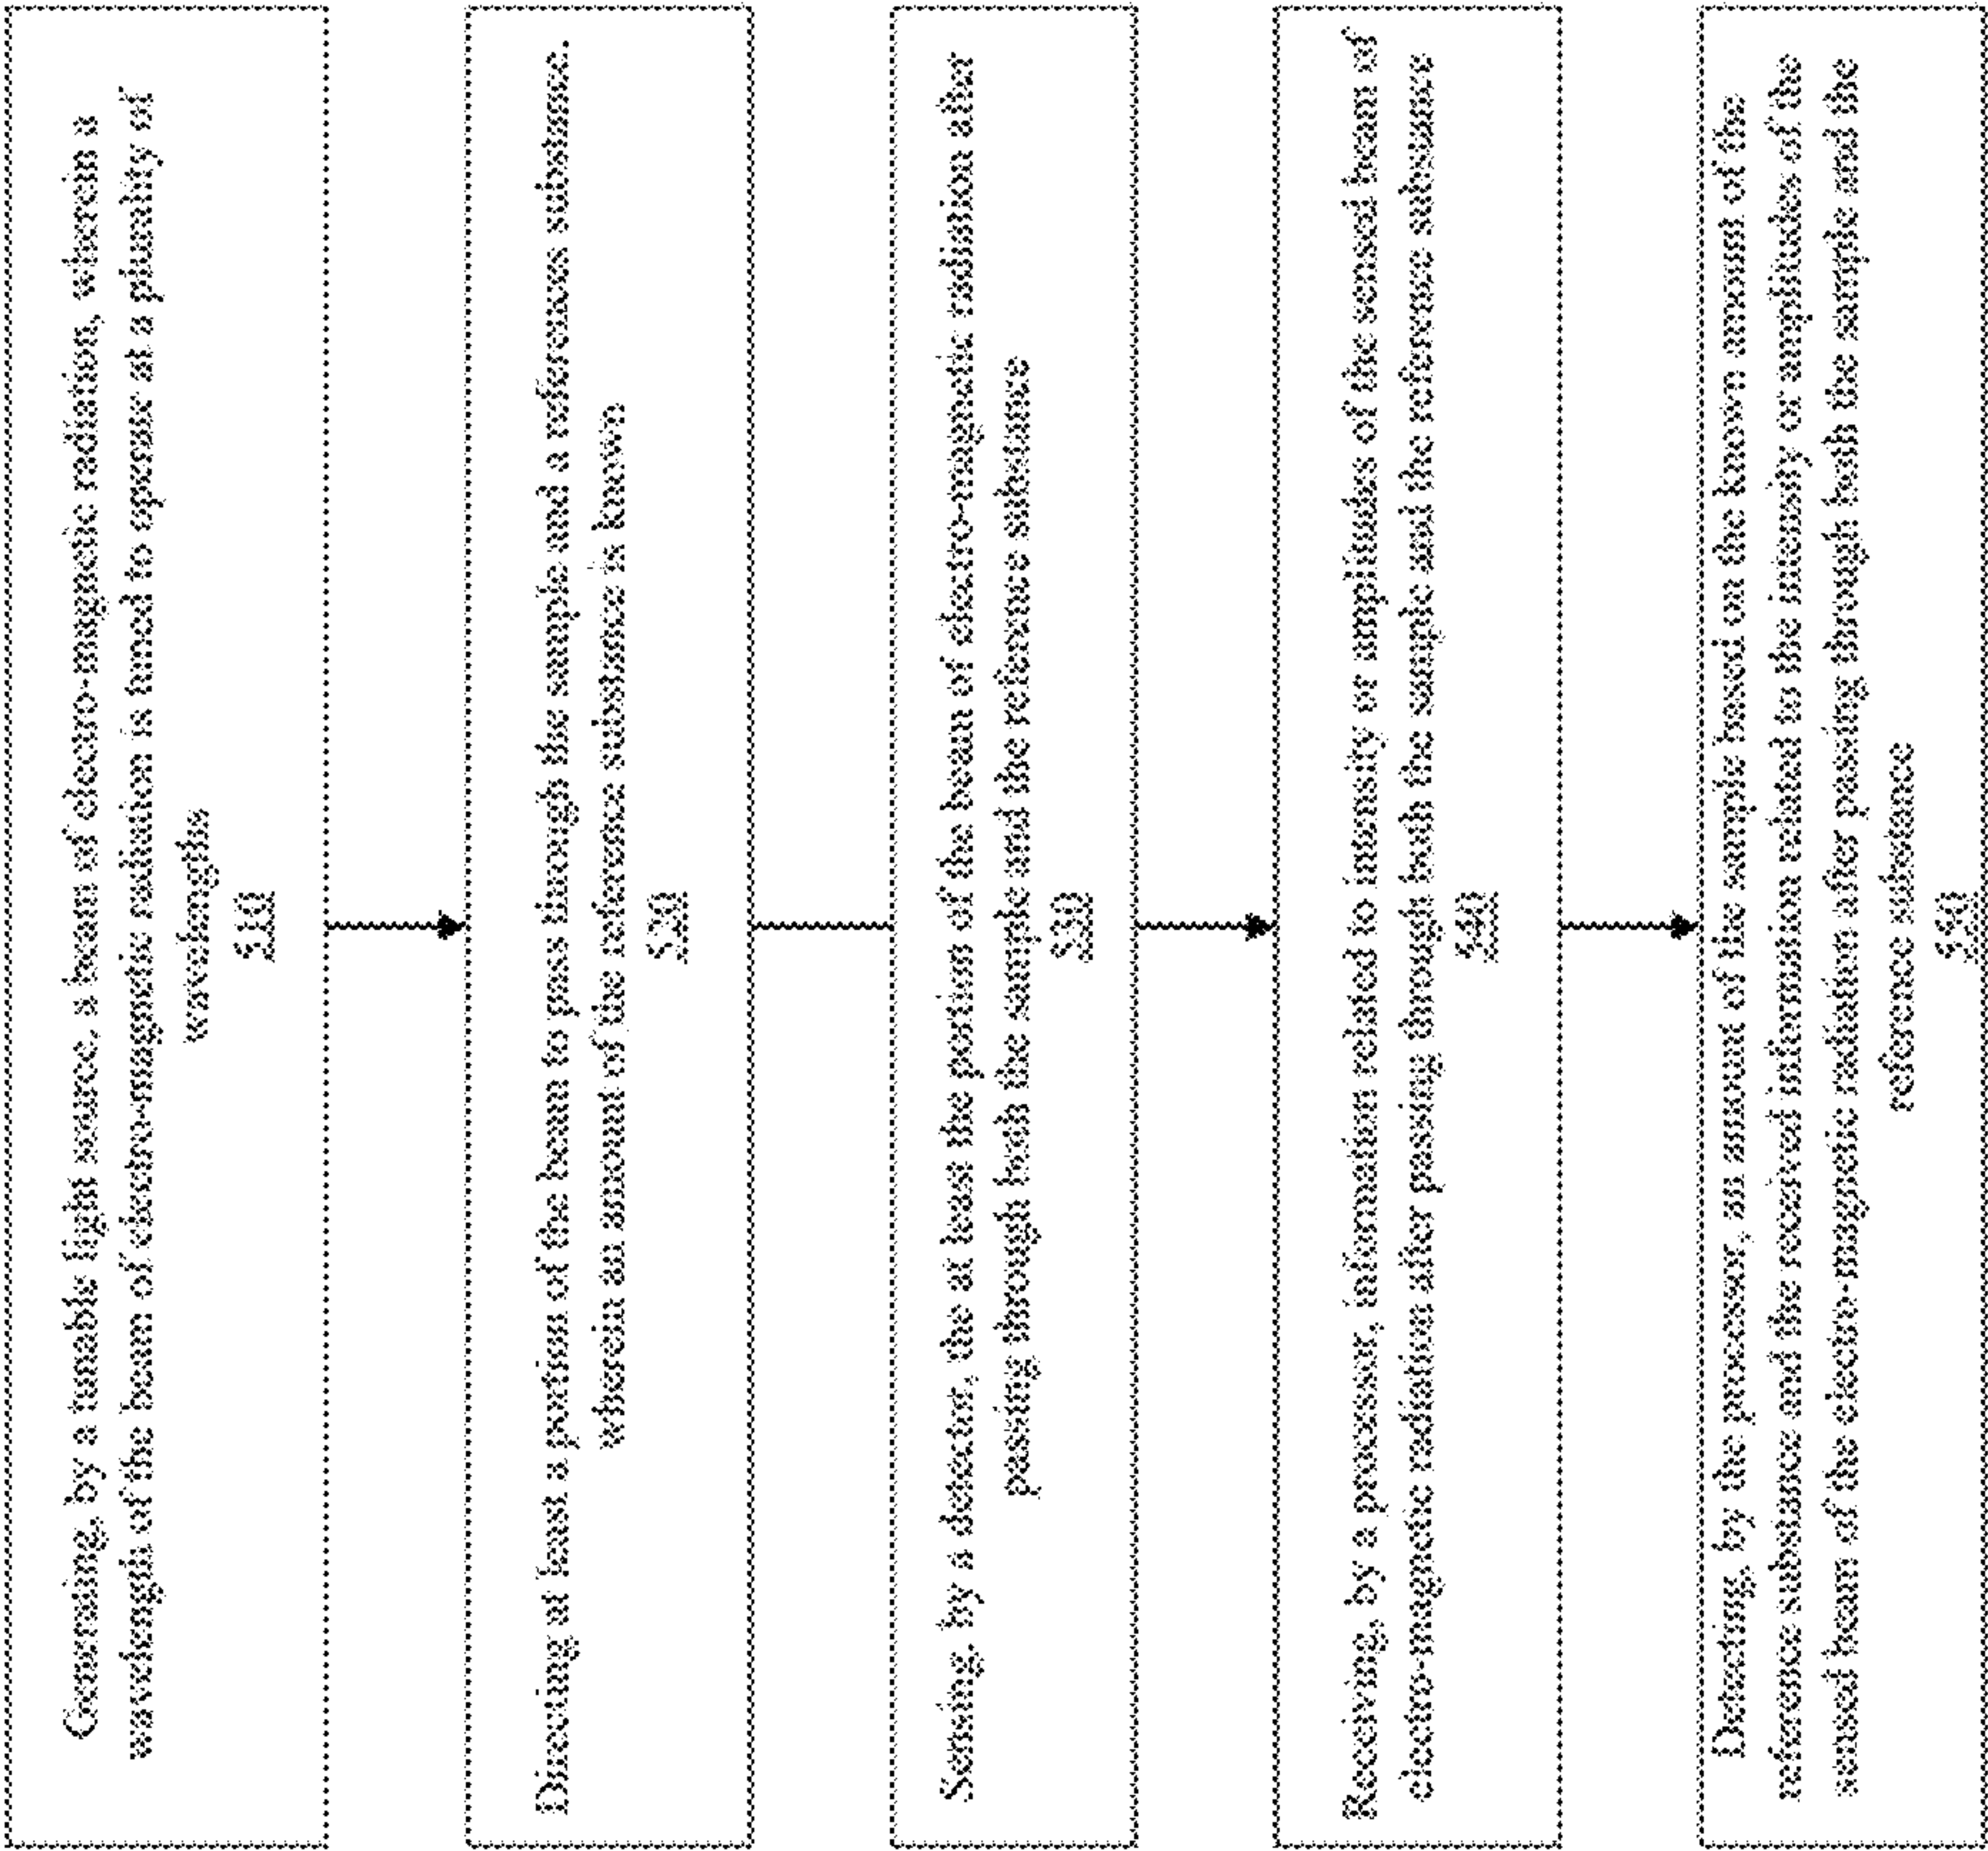 Generating, by a tunable light source, a beam of electro-magnetic radiation, wherein a
wavelength of the beam of electro-magnetic radiation is tuned to operate at a plurality of
wavelengths
510
Directing at least a portion of the beam to pass through the sample and a reference substance,
wherein an amount of the reference substance is known
520
Sensing, by a detector, the at least the portion of the beam of electro-magnetic radiation after
passing through both the sample and the reference substance
530
Receiving, by a processor, information related to intensity or amplitudes of the sensed beam of
electro-magnetic radiation after passing through both the sample and the reference substance
540
Detecting, by the processor, an amount of the sample based on the known amount of the
reference substance and the received information related to the intensity or amplitudes of the
sensed beam of the electro-magnetic radiation after passing through both the sample and the
reference substance
550